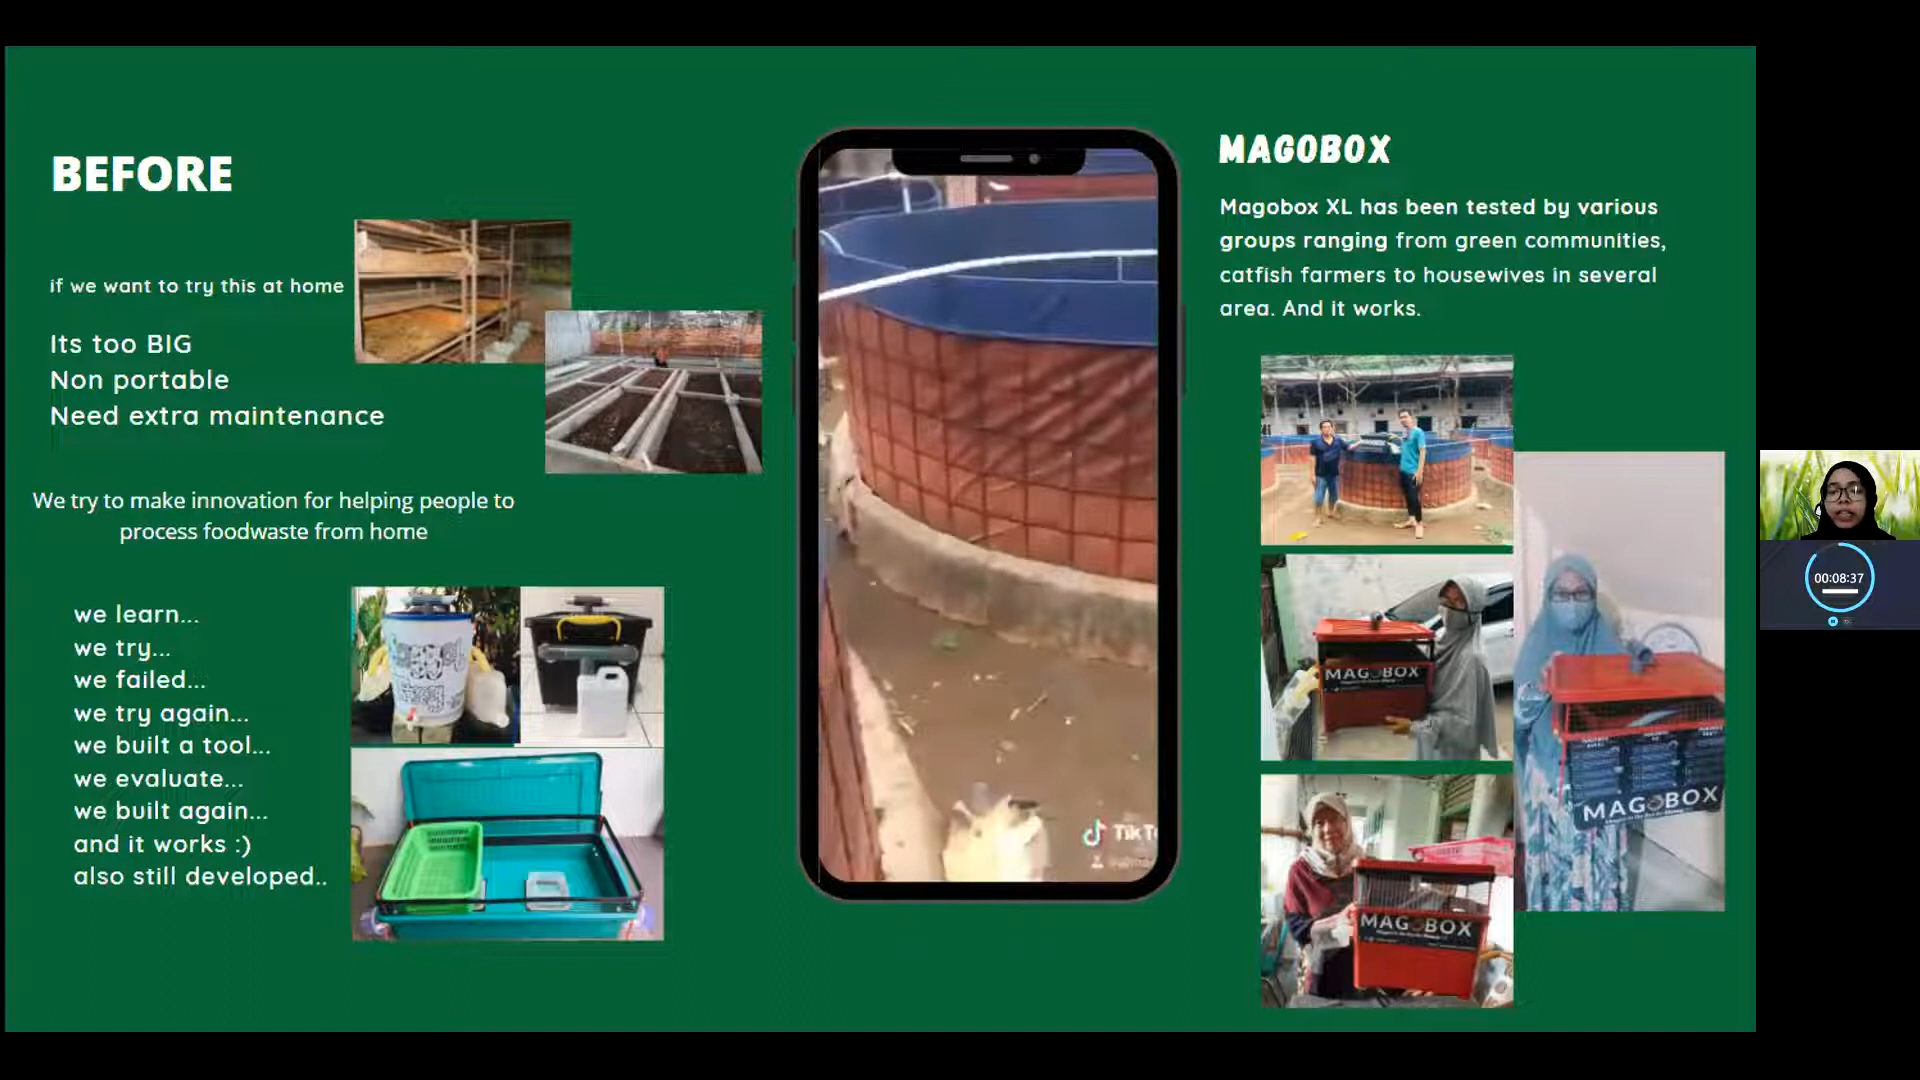 BEFORE
if we want to try this at home
Its too BIG
Non portable
Need extra maintenance
We try to make innovation for helping people to
process foodwaste from home
we learn...
we try...
we failed...
we try again...
we built a tool...
we evaluate...
we built again...
and it works :)
also still developed..
TikT
MAGOBOX
Magobox XL has been tested by various
groups ranging from green communities,
catfish farmers to housewives in several
area. And it works.
MAGOBOX
MAGOBOX
MAGOBOX
00:08:37